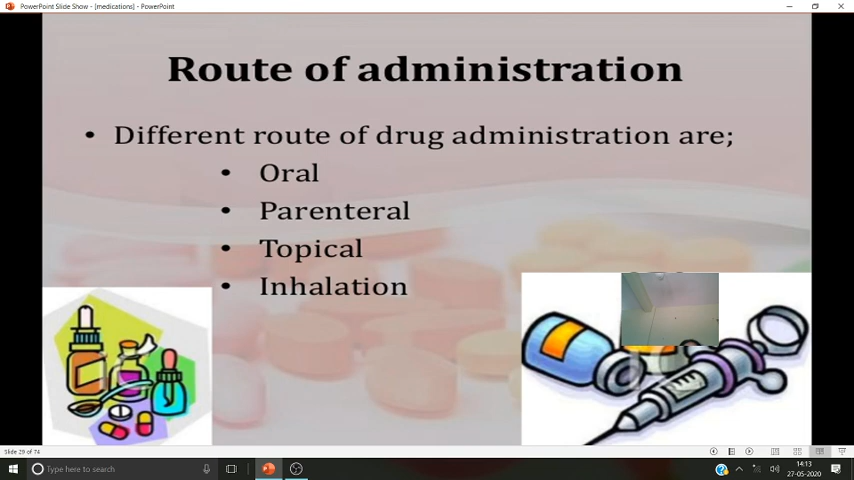 PowerPoint Slide Show - [medications] - PowerPoint
Route of administration
• Different route of drug administration are;
• Oral
• Parenteral
• Topical
• Inhalation
Slide 29 of 74
Type here to search
14:13
27-05-2020